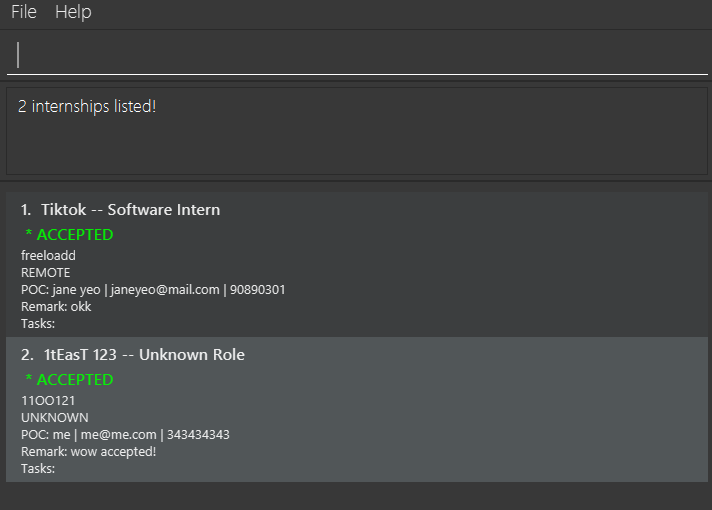 File Help
2 internships listed!
1. Tiktok -- Software Intern
* ACCEPTED
freeloadd
REMOTE
POC: jane yeo | janeyeo@mail.com | 90890301
Remark: okk
Tasks:
2. 1tEasT 123 -- Unknown Role
* ACCEPTED
11OO121
UNKNOWN
POC: me | me@me.com | 343434343
Remark: wow accepted!
Tasks: